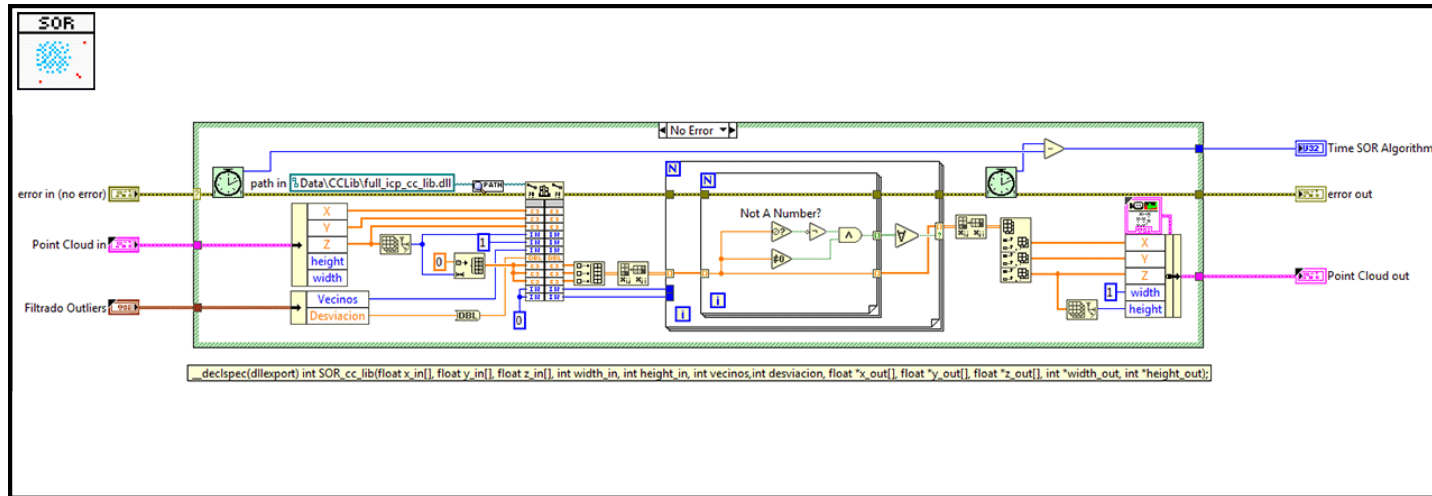 SOR
No Error
Time SOR Algorithm
path in
Data\CCLib\full_icp_cc_lib.dll
PATH
error in (no error)
error out
N
N
Not A Number?
X
Y
Z
height
width
Point Cloud in
1
0
X
Y
Z
width
height
1
Point Cloud out
Filtrado Outliers
Vecinos
Desviacion
DBL
0
i
i
U32
DBL
__declspec(dllexport) int SOR_cc_lib(float x_in[], float y_in[], float z_in[], int width_in, int height_in, int vecinos,int desviacion, float *x_out[], float *y_out[], float *z_out[], int *width_out, int *height_out);